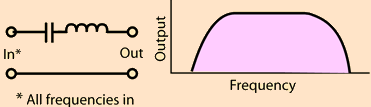 In*
Out
* All frequencies in
Output
Frequency